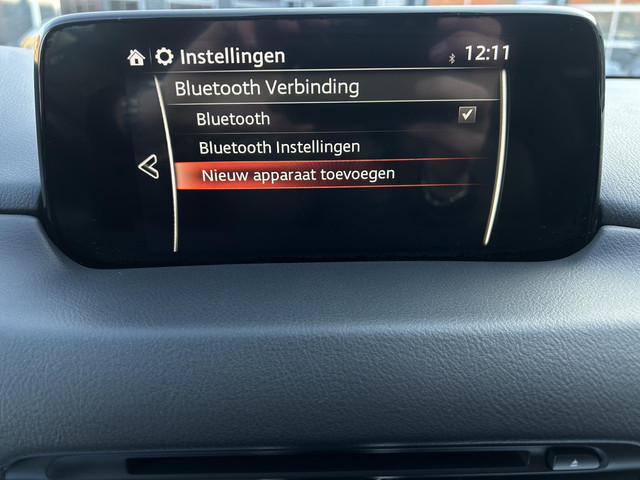 Instellingen 12:11
Bluetooth Verbinding
Bluetooth
Bluetooth Instellingen
Nieuw apparaat toevoegen